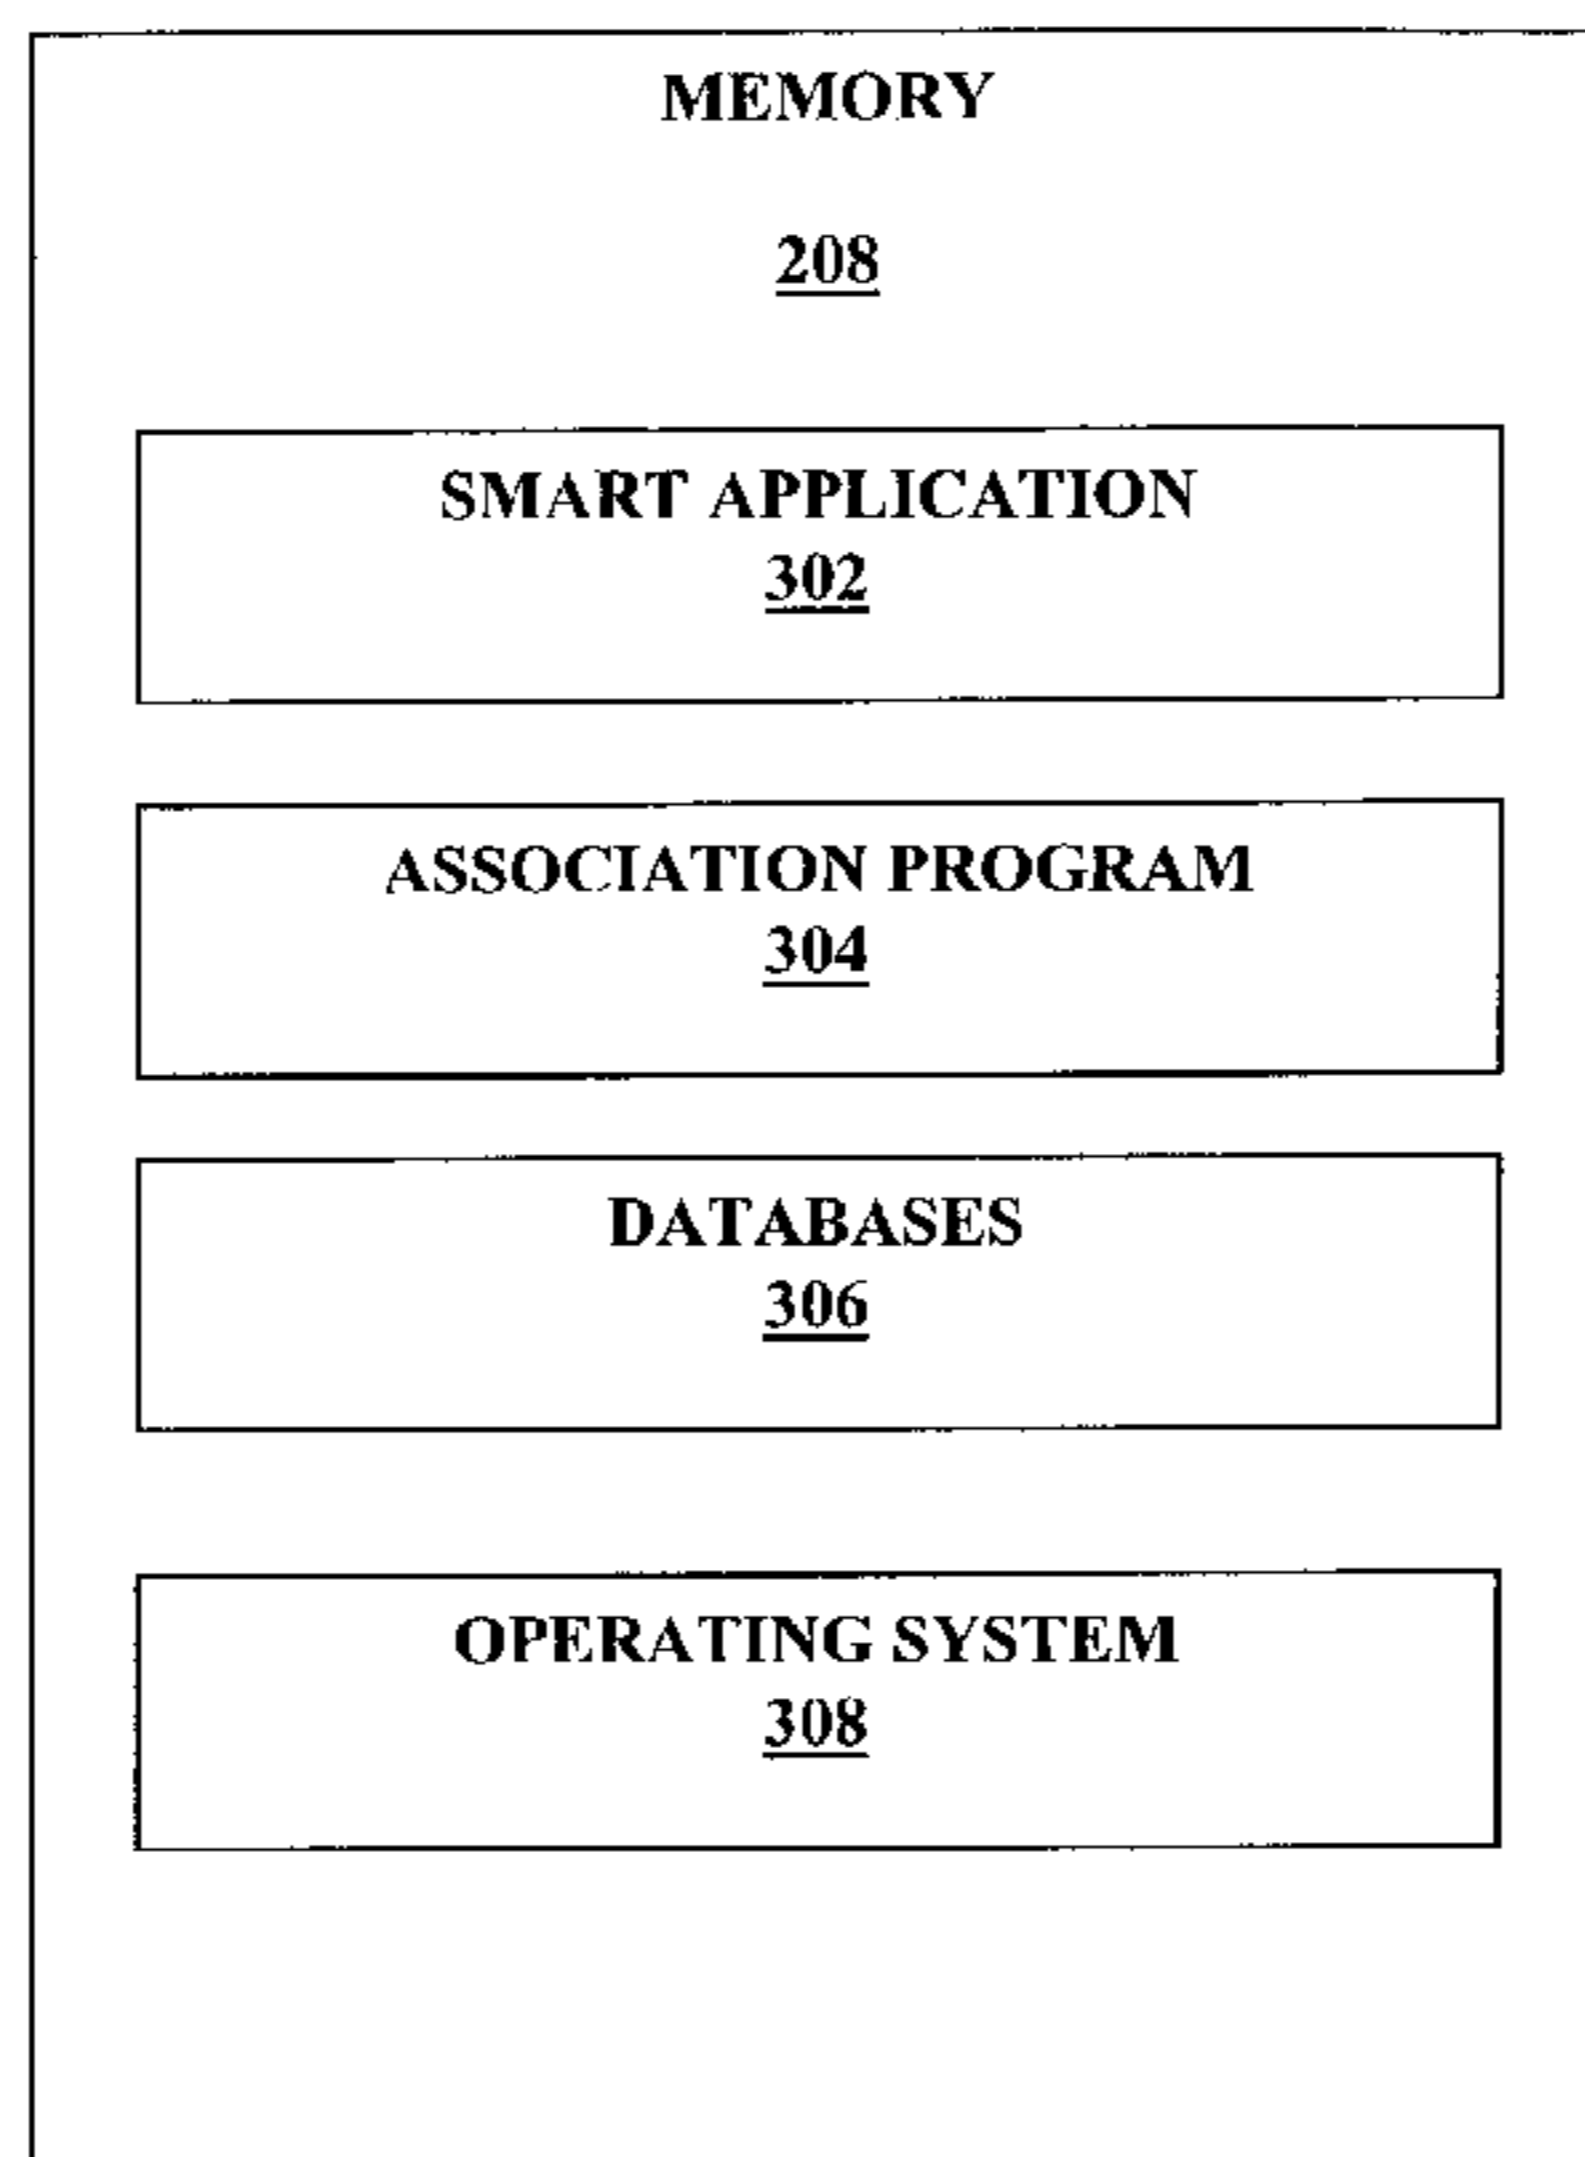 MEMORY
208
SMART APPLICATION
302
ASSOCIATION PROGRAM
304
DATABASES
306
OPERATING SYSTEM
308